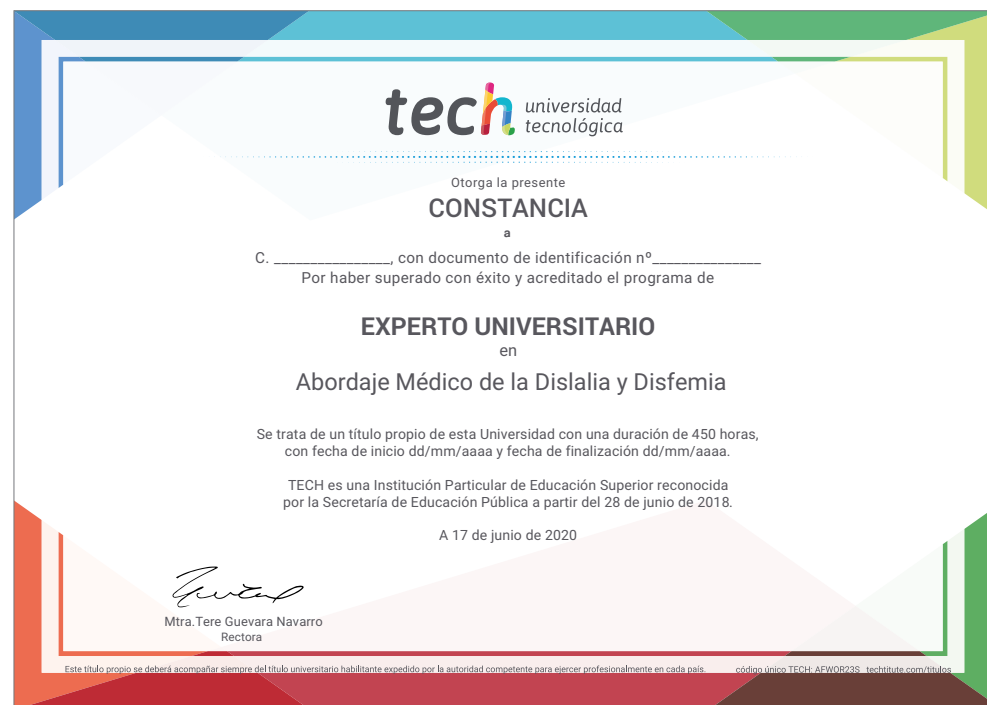 tech universidad
tecnológica
Otorga la presente
CONSTANCIA
a
C. ________________, con documento de identificación nº_______________
Por haber superado con éxito y acreditado el programa de
EXPERTO UNIVERSITARIO
en
Abordaje Médico de la Dislalia y Disfemia
Se trata de un título propio de esta Universidad con una duración de 450 horas,
con fecha de inicio dd/mm/aaaa y fecha de finalización dd/mm/aaaa.
TECH es una Institución Particular de Educación Superior reconocida
por la Secretaría de Educación Pública a partir del 28 de junio de 2018.
A 17 de junio de 2020
Mtra.Tere Guevara Navarro
Rectora
Este título propio se deberá acompañar siempre del título universitario habilitante expedido por la autoridad competente para ejercer profesionalmente en cada país. código único TECH: AFWOR23S techtitute.com/titulos